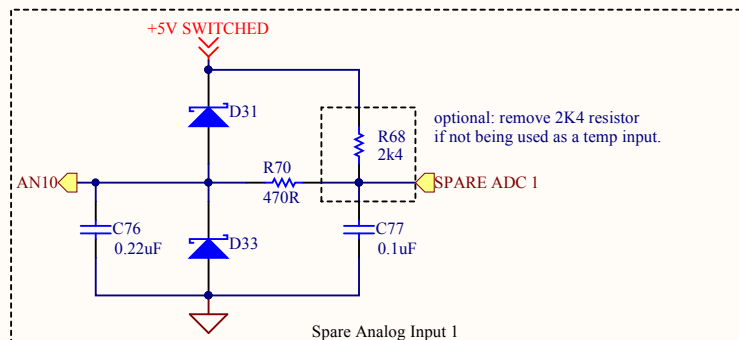 +5V SWITCHED
D31
optional: remove 2K4 resistor
if not being used as a temp input.
R68
2k4
R70
470R
AN10
SPARE ADC 1
C76
0.22uF
D33
C77
0.1uF
Spare Analog Input 1